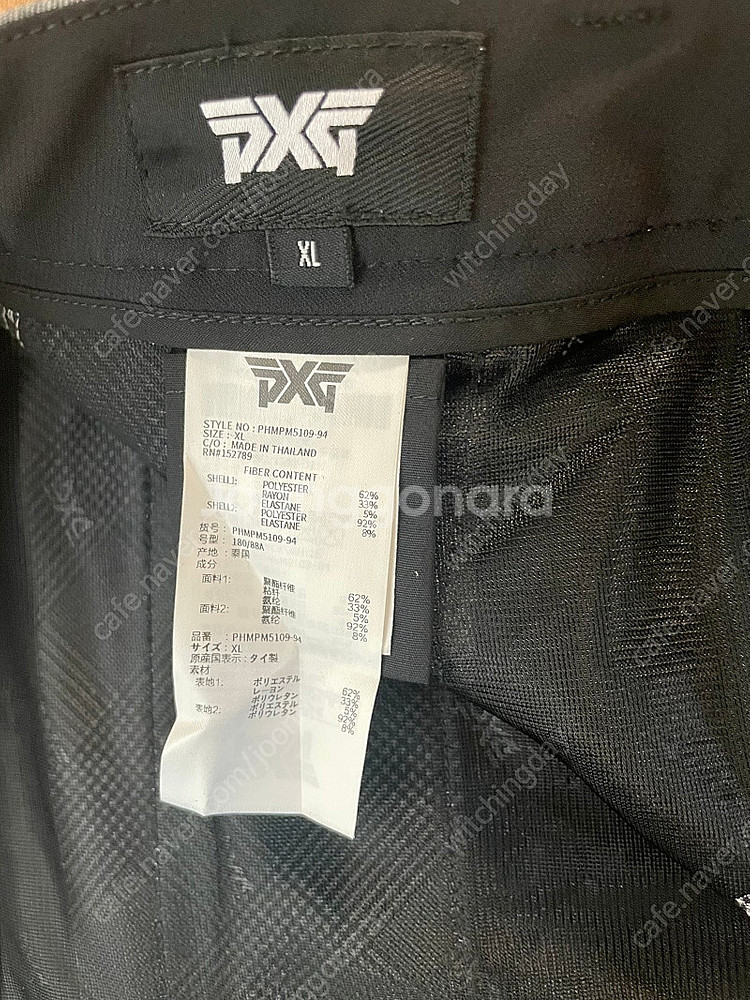 PXG
XL
PXG
STYLE NO : PHMPM5109-94
SIZE : XL
C/O : MADE IN THAILAND
RN#152789
FIBER CONTENT
SHELL1: POLYESTER 62%
RAYON 33%
ELASTANE 5%
SHELL2: POLYESTER 92%
ELASTANE 8%
货号 : PHMPM5109-94
号型 : 180/88A
产地 : 泰国
成分
面料1: 聚酯纤维 62%
粘纤 33%
氨纶 5%
面料2: 聚酯纤维 92%
氨纶 8%
品番 : PHMPM5109-94
サイズ : XL
原産国表示 : タイ製
素材
表地1: ポリエステル 62%
レーヨン 33%
ポリウレタン 5%
表地2: ポリエステル 92%
ポリウレタン 8%
joonggonara
witchingday
witchingday
witchingday